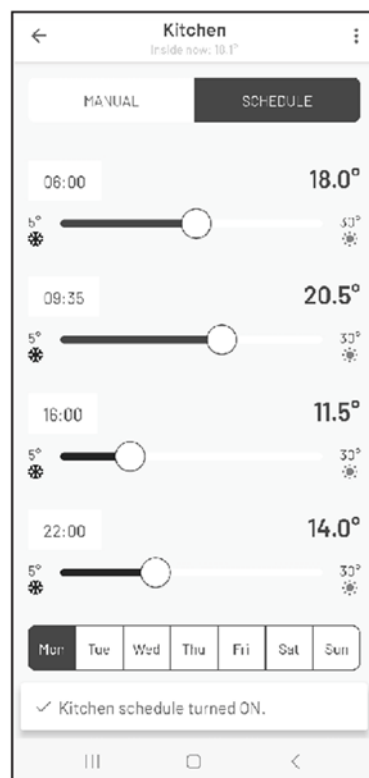 Kitchen
Inside now: 18.1°
MANUAL SCHEDULE
06:00 18.0°
5° 30°
09:35 20.5°
5° 30°
16:00 11.5°
5° 30°
22:00 14.0°
5° 30°
Mon Tue Wed Thu Fri Sat Sun
Kitchen schedule turned ON.